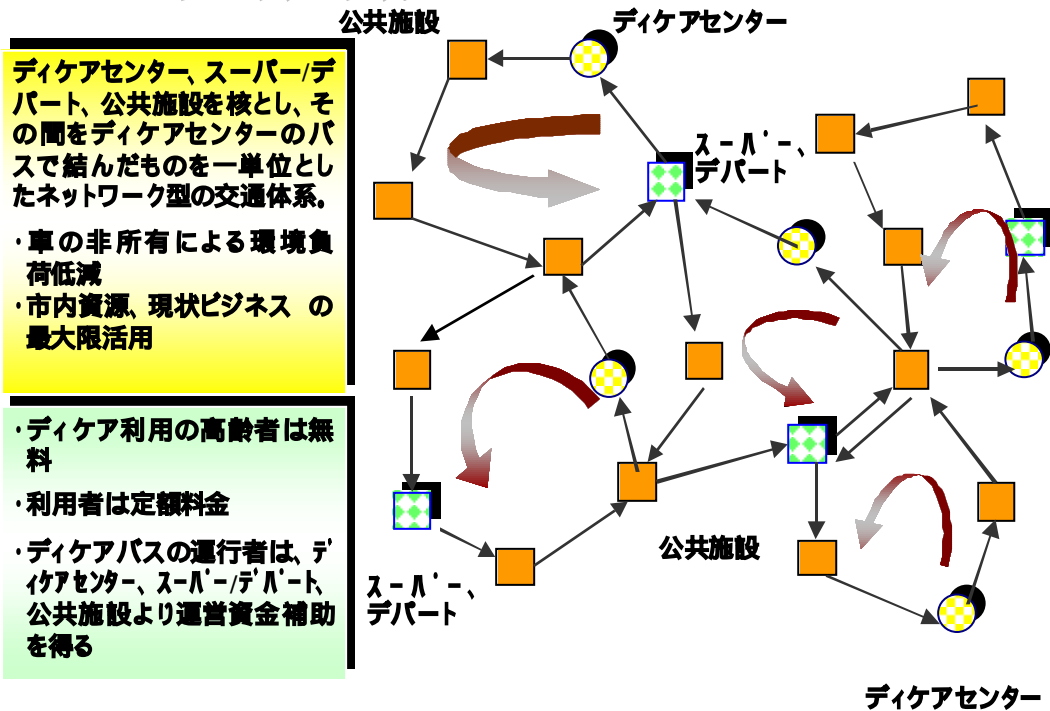 公共施設
ディケアセンター
ディケアセンター、スーパー/デ
パート、公共施設を核とし、そ
の間をディケアセンターのバ
スで結んだものを一単位とし
たネットワーク型の交通体系。
・車の非所有による環境負
荷低減
・市内資源、現状ビジネス の
最大限活用
・ディケア利用の高齢者は無
料
・利用者は定額料金
・ディケアバスの運行者は、ﾃﾞ
ｨｹｱｾﾝﾀｰ、ｽｰﾊﾟｰ/ﾃﾞﾊﾟｰﾄ、
公共施設より運営資金補助
を得る
ｽｰﾊﾟｰ、
デパート
公共施設
ｽｰﾊﾟｰ、
デパート
ディケアセンター